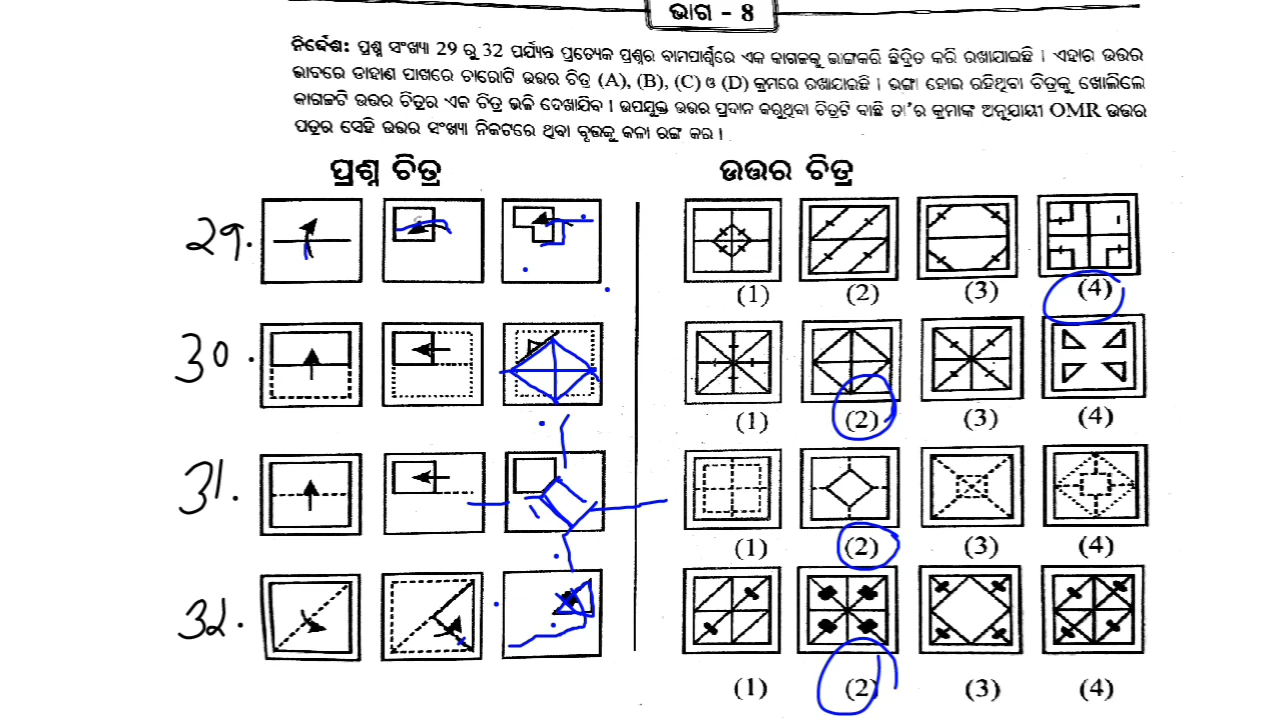 ଭାଗ - 8
ନିର୍ଦ୍ଦେଶ: ପ୍ରଶ୍ନ ସଂଖ୍ୟା 29 ରୁ 32 ପର୍ଯ୍ୟନ୍ତ ପ୍ରତ୍ୟେକ ପ୍ରଶ୍ନର ବାମପାର୍ଶ୍ୱରେ ଏକ କାଗଜକୁ ଭାଙ୍ଗକରି ଛିଦ୍ରିତ କରି ରଖାଯାଇଛି । ଏହାର ଉତ୍ତର
ଭାବରେ ଡାହାଣ ପାଖରେ ଚାରୋଟି ଉତ୍ତର ଚିତ୍ର (A), (B), (C) ଓ (D) କ୍ରମରେ ରଖାଯାଇଛି । ଭଙ୍ଗା ହୋଇ ରହିଥିବା ଚିତ୍ରକୁ ଖୋଲିଲେ
କାଗଜଟି ଉତ୍ତର ଚିତ୍ରର ଏକ ଚିତ୍ର ଭଳି ଦେଖାଯିବ । ଉପଯୁକ୍ତ ଉତ୍ତର ପ୍ରଦାନ କରୁଥିବା ଚିତ୍ରଟି ବାଛି ତା'ର କ୍ରମାଙ୍କ ଅନୁଯାୟୀ OMR ଉତ୍ତର
ପତ୍ରର ସେହି ଉତ୍ତର ସଂଖ୍ୟା ନିକଟରେ ଥିବା ବୃତ୍ତକୁ କଳା ରଙ୍ଗ କର ।
ପ୍ରଶ୍ନ ଚିତ୍ର ଉତ୍ତର ଚିତ୍ର
29.
(1) (2) (3) (4)
30.
(1) (2) (3) (4)
31.
(1) (2) (3) (4)
32.
(1) (2) (3) (4)